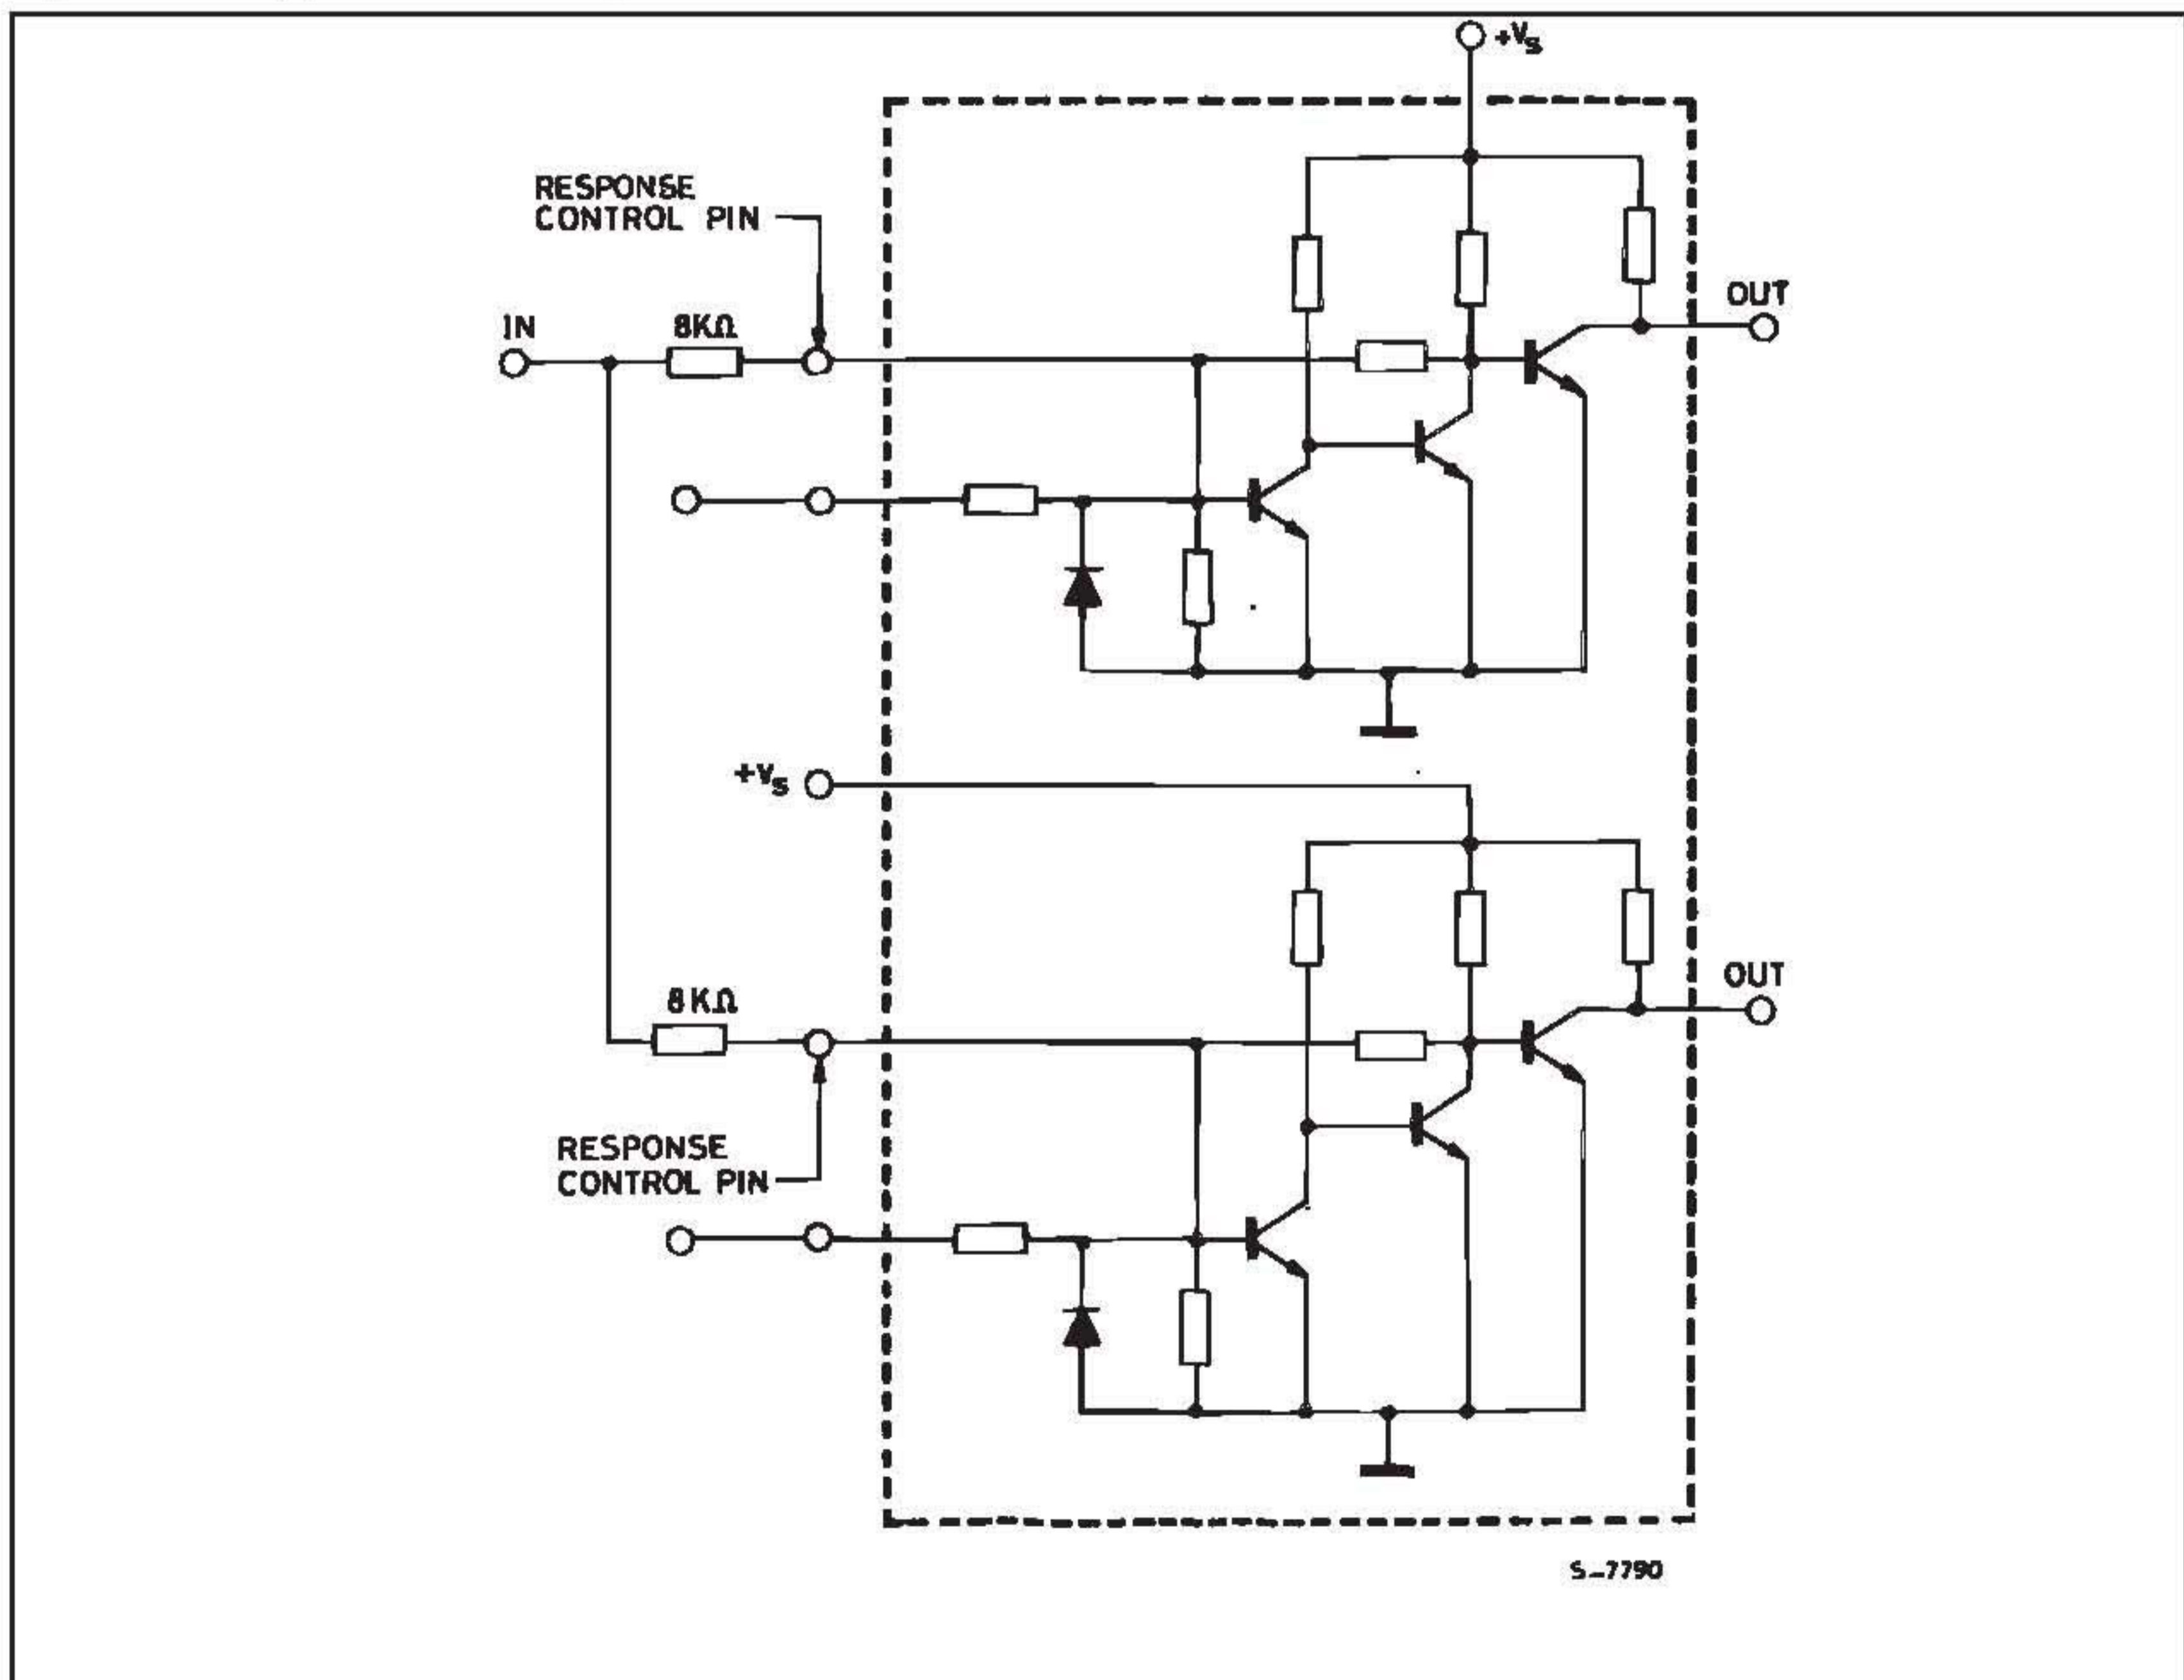 +Vs
RESPONSE
CONTROL PIN
IN
8KΩ
OUT
+Vs
8KΩ
OUT
RESPONSE
CONTROL PIN
S-7790